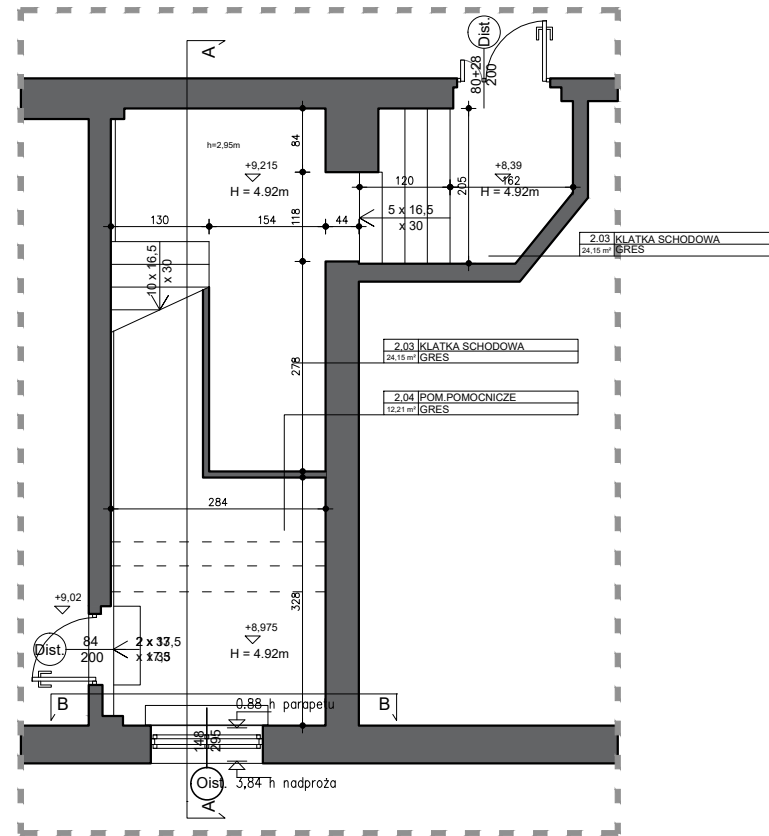 Dist.
A
80+28
200
h=2,95m
84
+9,215
H = 4.92m
+8,39
162
H = 4.92m
120
205
130
154
118
44
5 x 16,5
x 30
10 x 16,5
x 30
2.03 KLATKA SCHODOWA
24,15 m² GRES
2,03 KLATKA SCHODOWA
24,15 m² GRES
278
2,04 POM.POMOCNICZE
12,21 m² GRES
284
328
+9,02
+8,975
H = 4.92m
Dist.
84
200
B
B
0.88 h parapetu
148
295
Oist.
3,84 h nadproża
A